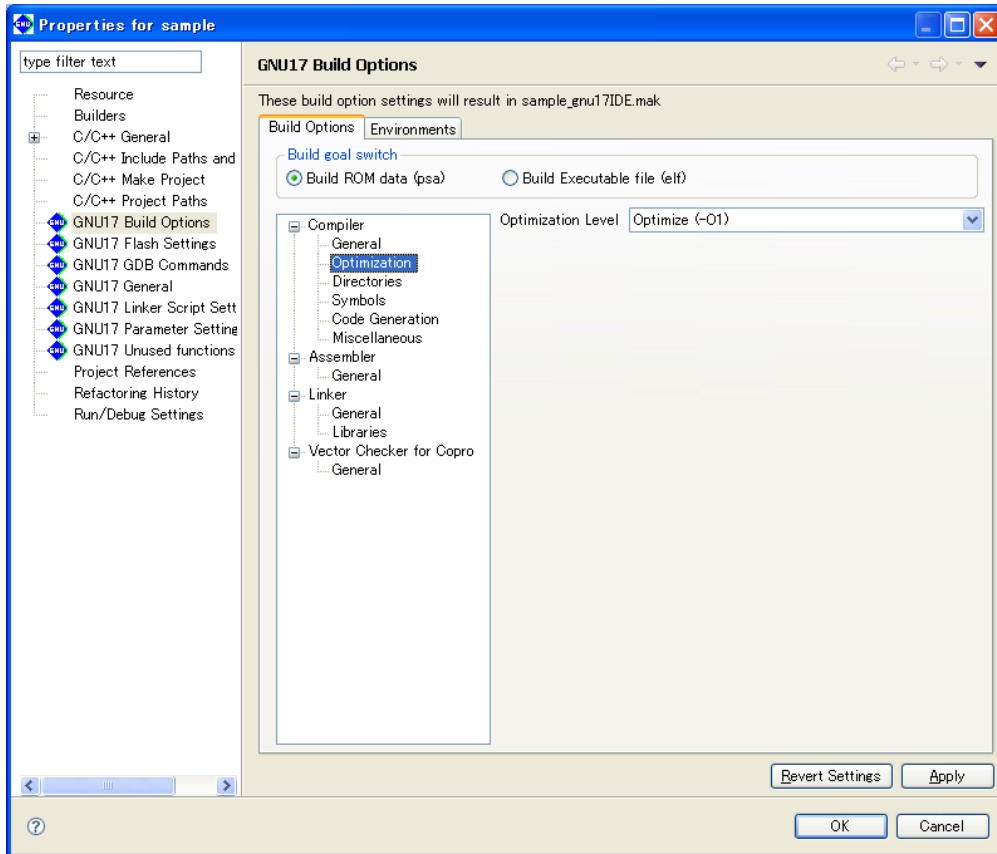 Properties for sample
type filter text
Resource
Builders
C/C++ General
C/C++ Include Paths and
C/C++ Make Project
C/C++ Project Paths
GNU17 Build Options
GNU17 Flash Settings
GNU17 GDB Commands
GNU17 General
GNU17 Linker Script Sett
GNU17 Parameter Setting
GNU17 Unused functions
Project References
Refactoring History
Run/Debug Settings
GNU17 Build Options
These build option settings will result in sample_gnu17IDE.mak
Build Options Environments
Build goal switch
Build ROM data (psa) Build Executable file (elf)
Compiler
General
Optimization
Directories
Symbols
Code Generation
Miscellaneous
Assembler
General
Linker
General
Libraries
Vector Checker for Copro
General
Optimization Level Optimize (-O1)
Revert Settings Apply
OK Cancel